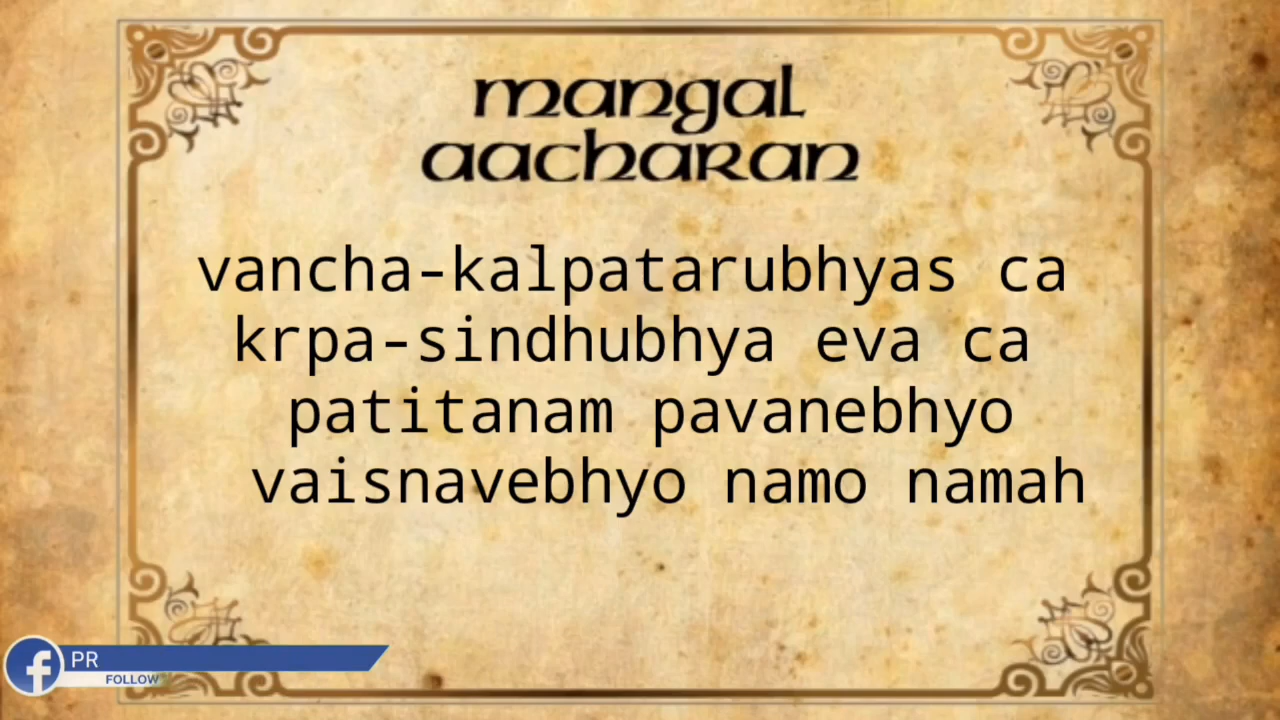 mangal
aacharan
vancha-kalpatarubhyas ca
krpa-sindhubhya eva ca
patitanam pavanebhyo
vaisnavebhyo namo namah
PR
FOLLOW